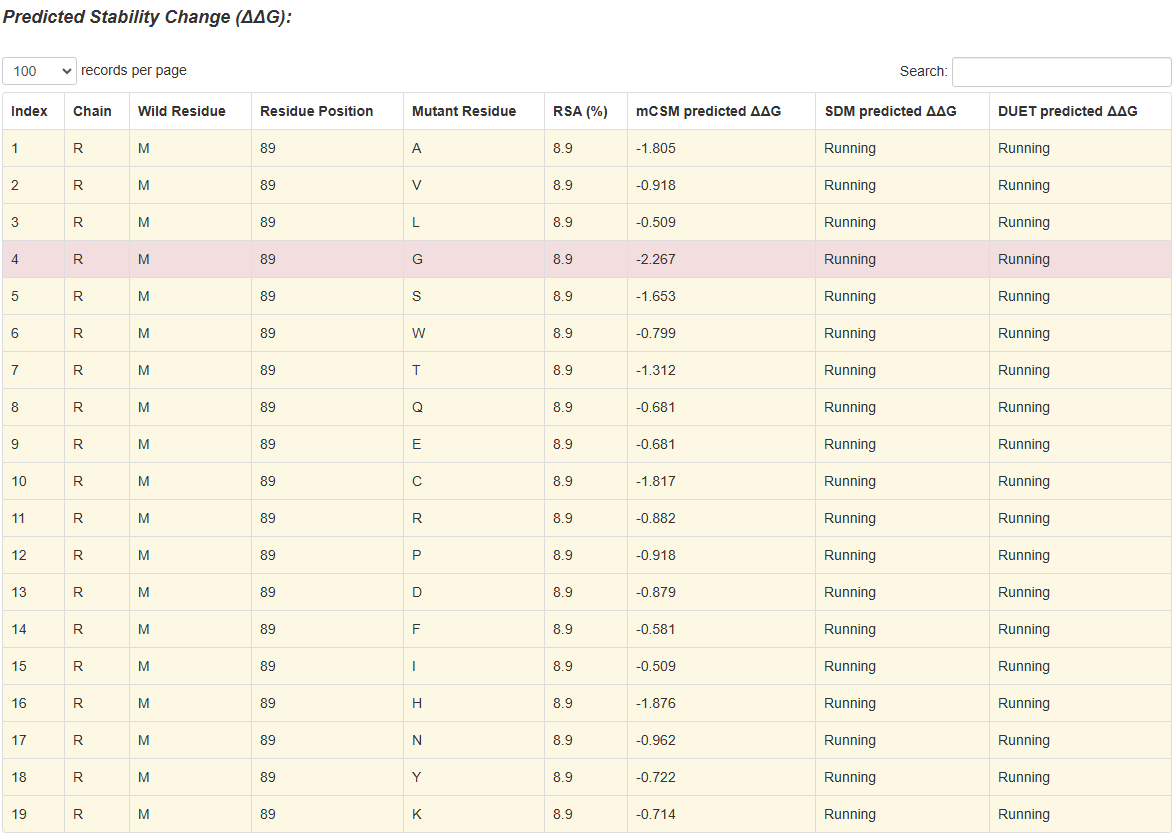 Predicted Stability Change (ΔΔG):
100 records per page Search:
Index Chain Wild Residue Residue Position Mutant Residue RSA (%) mCSM predicted ΔΔG SDM predicted ΔΔG DUET predicted ΔΔG
1 R M 89 A 8.9 -1.805 Running Running
2 R M 89 V 8.9 -0.918 Running Running
3 R M 89 L 8.9 -0.509 Running Running
4 R M 89 G 8.9 -2.267 Running Running
5 R M 89 S 8.9 -1.653 Running Running
6 R M 89 W 8.9 -0.799 Running Running
7 R M 89 T 8.9 -1.312 Running Running
8 R M 89 Q 8.9 -0.681 Running Running
9 R M 89 E 8.9 -0.681 Running Running
10 R M 89 C 8.9 -1.817 Running Running
11 R M 89 R 8.9 -0.882 Running Running
12 R M 89 P 8.9 -0.918 Running Running
13 R M 89 D 8.9 -0.879 Running Running
14 R M 89 F 8.9 -0.581 Running Running
15 R M 89 I 8.9 -0.509 Running Running
16 R M 89 H 8.9 -1.876 Running Running
17 R M 89 N 8.9 -0.962 Running Running
18 R M 89 Y 8.9 -0.722 Running Running
19 R M 89 K 8.9 -0.714 Running Running